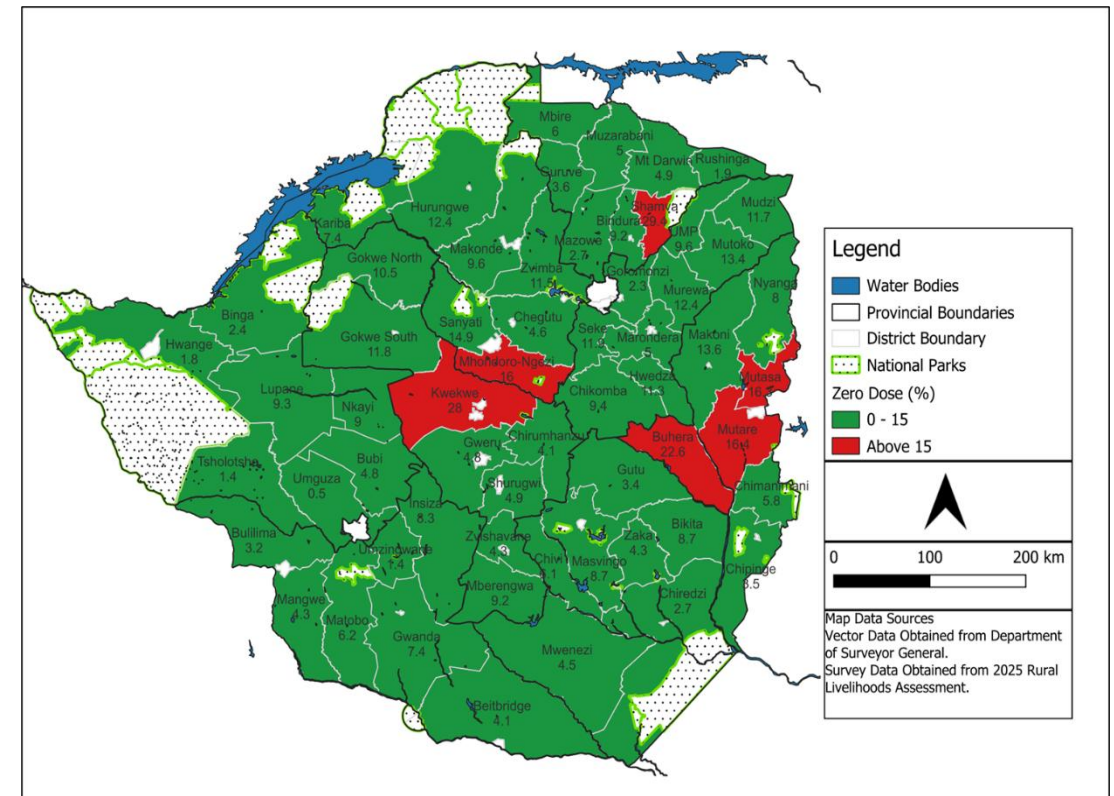 Mbire
6
Muzarabani
5
Mt Darwin
4.9
Rushinga
1.9
Guruve
3.6
Hurungwe
12.4
Kariba
7.4
Shamva
29.4
Bindura
9.2
UMP
9.6
Mudzi
11.7
Mutoko
13.4
Makonde
9.6
Mazowe
2.7
Gokwe North
10.5
Zvimba
11.5
Goromonzi
2.3
Murewa
12.4
Nyanga
8
Binga
2.4
Hwange
1.8
Gokwe South
11.8
Sanyati
14.9
Chegutu
4.6
Seke
Marondera
5
Makoni
13.6
Mhondoro-Ngezi
16
Hwedza
Mutasa
Lupane
9.3
Nkayi
9
Kwekwe
28
Chikomba
9.4
Mutare
16.4
Buhera
22.6
Gweru
4.8
Chirumhanzu
4.1
Tsholotsho
1.4
Bubi
4.8
Umguza
0.5
Shurugwi
4.9
Gutu
3.4
Chimanimani
5.8
Insiza
8.3
Bulilima
3.2
Umzingwane
1.4
Zvishavane
Chivi
Masvingo
8.7
Zaka
4.3
Bikita
8.7
Chipinge
Mberengwa
9.2
Chiredzi
2.7
Mangwe
4.3
Matobo
6.2
Gwanda
7.4
Mwenezi
4.5
Beitbridge
4.1
Legend
Water Bodies
Provincial Boundaries
District Boundary
National Parks
Zero Dose (%)
0 - 15
Above 15
0 100 200 km
Map Data Sources
Vector Data Obtained from Department
of Surveyor General.
Survey Data Obtained from 2025 Rural
Livelihoods Assessment.